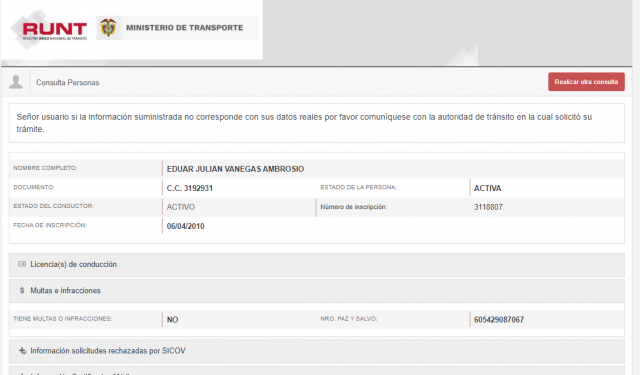 RUNT
REGISTRO ÚNICO NACIONAL DE TRÁNSITO
MINISTERIO DE TRANSPORTE
Consulta Personas
Realizar otra consulta
Señor usuario si la información suministrada no corresponde con sus datos reales por favor comuníquese con la autoridad de tránsito en la cual solicitó su
trámite.
NOMBRE COMPLETO: EDUAR JULIAN VANEGAS AMBROSIO
DOCUMENTO: C.C. 3192931 ESTADO DE LA PERSONA: ACTIVA
ESTADO DEL CONDUCTOR: ACTIVO Número de inscripción: 3118807
FECHA DE INSCRIPCIÓN: 06/04/2010
Licencia(s) de conducción
$ Multas e infracciones
TIENE MULTAS O INFRACCIONES: NO NRO. PAZ Y SALVO: 605429087067
Información solicitudes rechazadas por SICOV